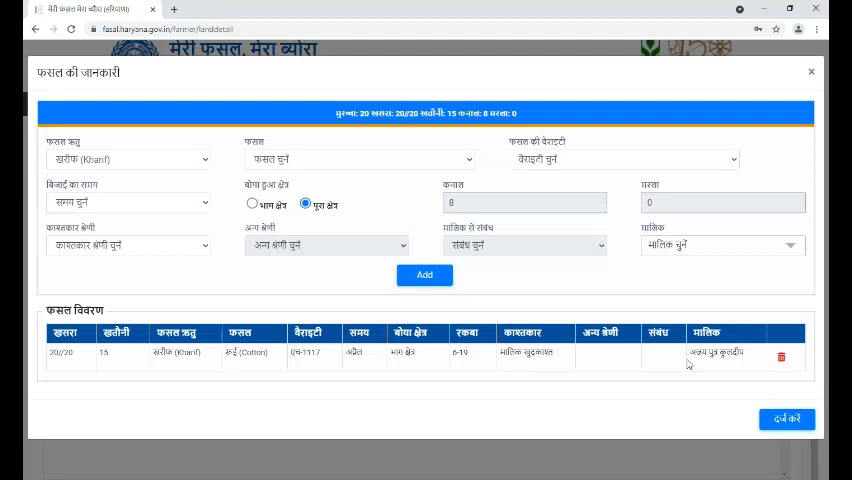 मेरी फसल मेरा ब्यौरा (हरियाणा)
fasal.haryana.gov.in/farmer/landdetail
मेरी फसल, मेरा ब्योरा
फसल की जानकारी
मुरब्बा: 20 खसरा: 20//20 खतौनी: 15 कनाल: 8 मरला: 0
फसल ऋतु फसल फसल की वैराइटी
खरीफ (Kharif) फसल चुनें वैराइटी चुनें
बिजाई का समय बोया हुआ क्षेत्र कनाल मरला
समय चुनें भाग क्षेत्र पूरा क्षेत्र 8 0
काश्तकार श्रेणी अन्य श्रेणी मालिक से संबंध मालिक
काश्तकार श्रेणी चुनें अन्य श्रेणी चुनें संबंध चुनें मालिक चुनें
Add
फसल विवरण
खसरा खतौनी फसल ऋतु फसल वैराइटी समय बोया क्षेत्र रकबा काश्तकार अन्य श्रेणी संबंध मालिक
20//20 15 खरीफ (Kharif) रूई (Cotton) एच-1117 अप्रैल भाग क्षेत्र 6-19 मालिक खुदकाश्त अजय पुत्र कुलदीप
दर्ज करें